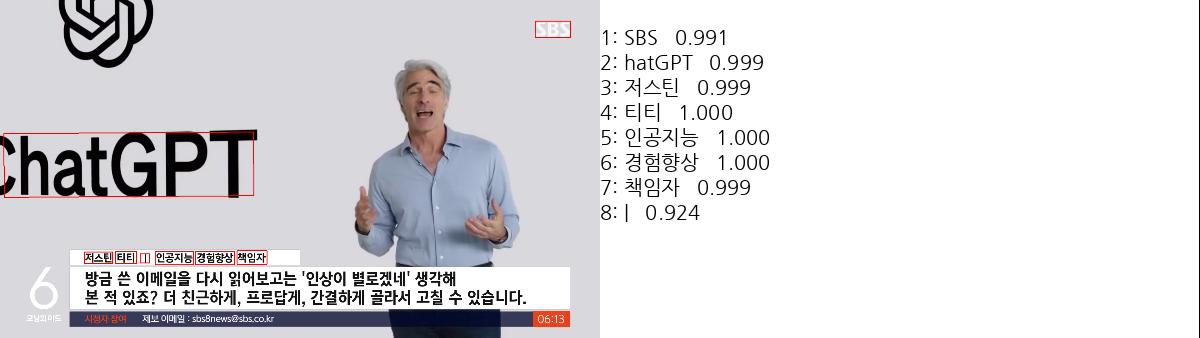 SBS
ChatGPT
저스틴 티티 | 인공지능 경험향상 책임자
방금 쓴 이메일을 다시 읽어보고는 '인상이 별로겠네' 생각해
본 적 있죠? 더 친근하게, 프로답게, 간결하게 골라서 고칠 수 있습니다.
6
오늘의 아드
시청자 참여 제보 이메일 : sbs8news@sbs.co.kr 06:13
1: SBS 0.991
2: hatGPT 0.999
3: 저스틴 0.999
4: 티티 1.000
5: 인공지능 1.000
6: 경험향상 1.000
7: 책임자 0.999
8: | 0.924